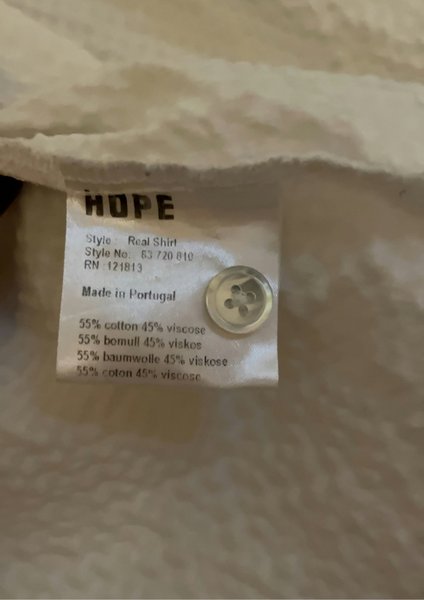 HOPE
Style : Real Shirt
Style No: 63 720 810
RN 121813
Made in Portugal
55% cotton 45% viscose
55% bomull 45% viskos
55% baumwolle 45% viskose
55% coton 45% viscose